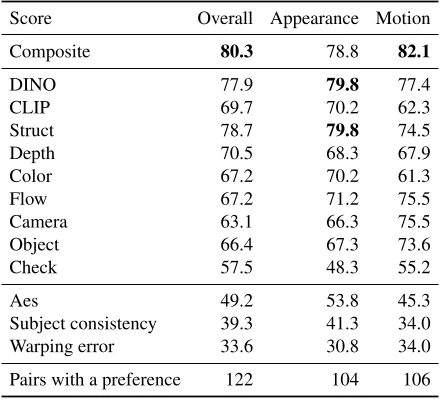 Score Overall Appearance Motion
Composite 80.3 78.8 82.1
DINO 77.9 79.8 77.4
CLIP 69.7 70.2 62.3
Struct 78.7 79.8 74.5
Depth 70.5 68.3 67.9
Color 67.2 70.2 61.3
Flow 67.2 71.2 75.5
Camera 63.1 66.3 75.5
Object 66.4 67.3 73.6
Check 57.5 48.3 55.2
Aes 49.2 53.8 45.3
Subject consistency 39.3 41.3 34.0
Warping error 33.6 30.8 34.0
Pairs with a preference 122 104 106